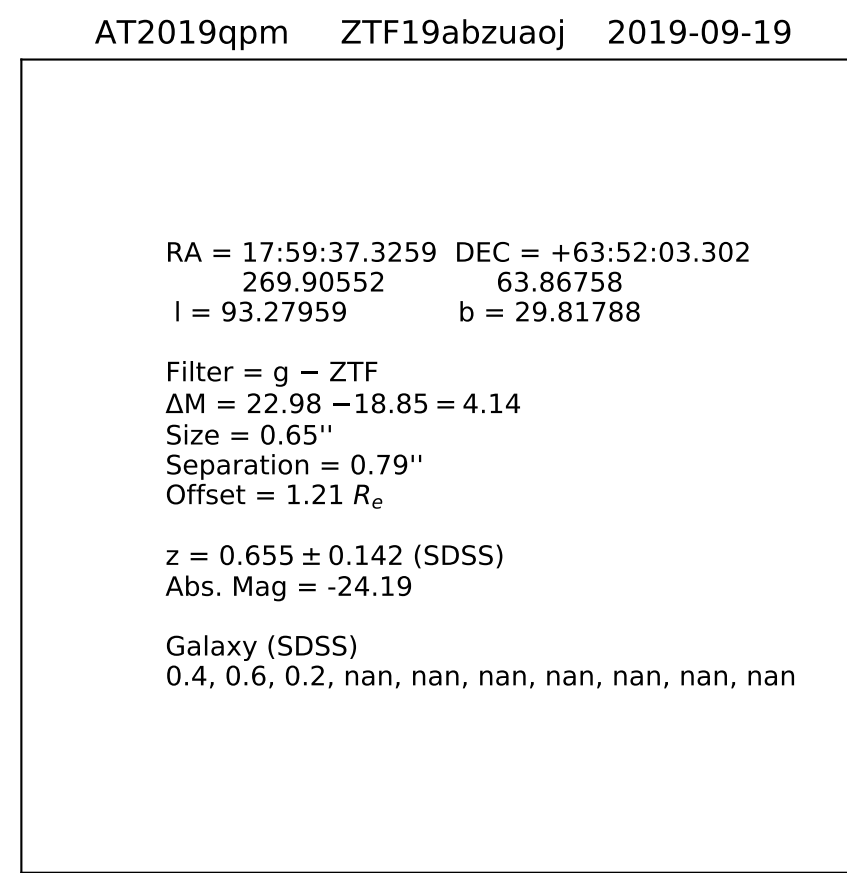 AT2019qpm ZTF19abzuaoj 2019-09-19
RA = 17:59:37.3259 DEC = +63:52:03.302
269.90552 63.86758
l = 93.27959 b = 29.81788
Filter = g − ZTF
ΔM = 22.98 −18.85 = 4.14
Size = 0.65''
Separation = 0.79''
Offset = 1.21 Rₑ
z = 0.655 ± 0.142 (SDSS)
Abs. Mag = -24.19
Galaxy (SDSS)
0.4, 0.6, 0.2, nan, nan, nan, nan, nan, nan, nan